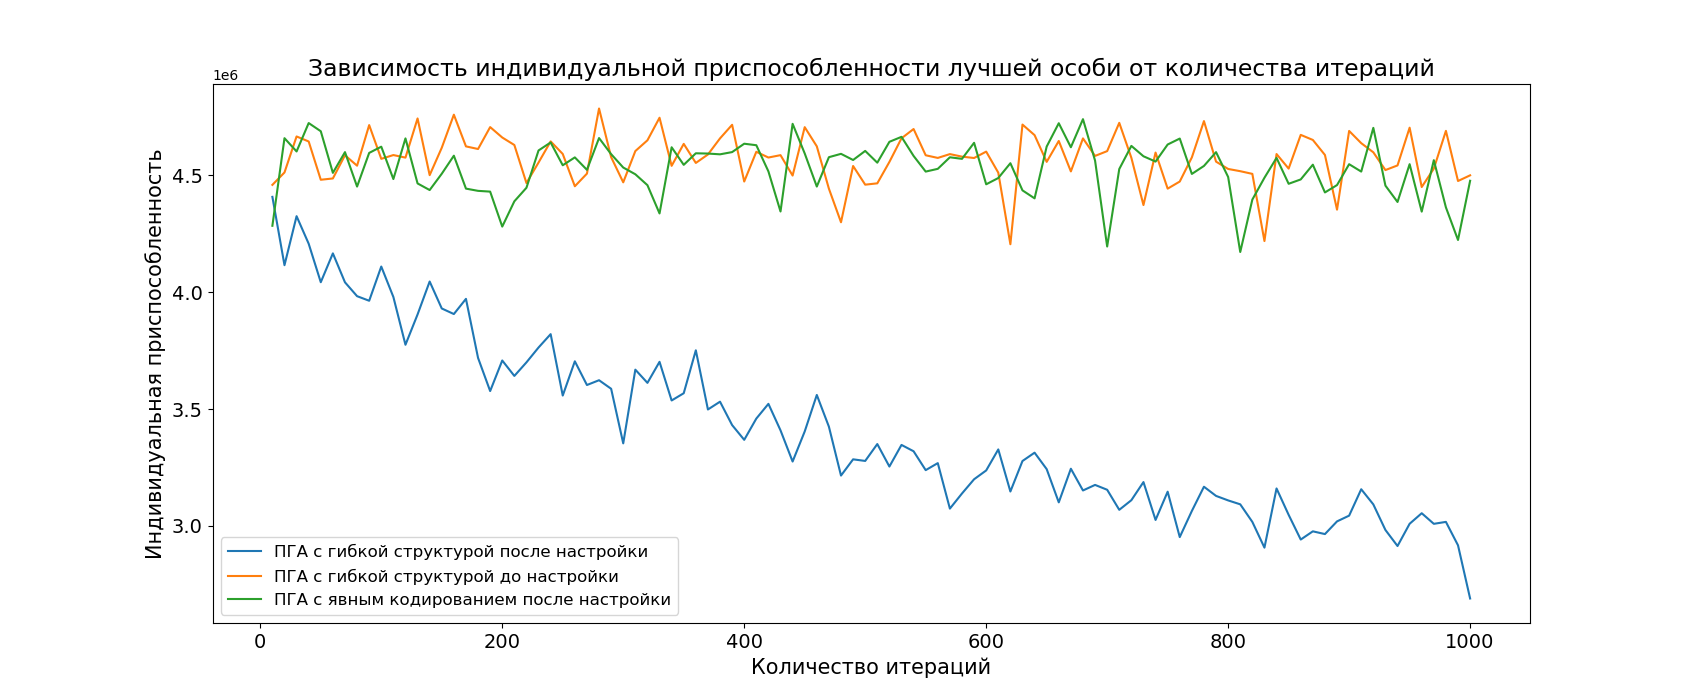 Зависимость индивидуальной приспособленности лучшей особи от количества итераций
1e6
Индивидуальная приспособленность
4.5
4.0
3.5
3.0
ПГА с гибкой структурой после настройки
ПГА с гибкой структурой до настройки
ПГА с явным кодированием после настройки
0 200 400 600 800 1000
Количество итераций